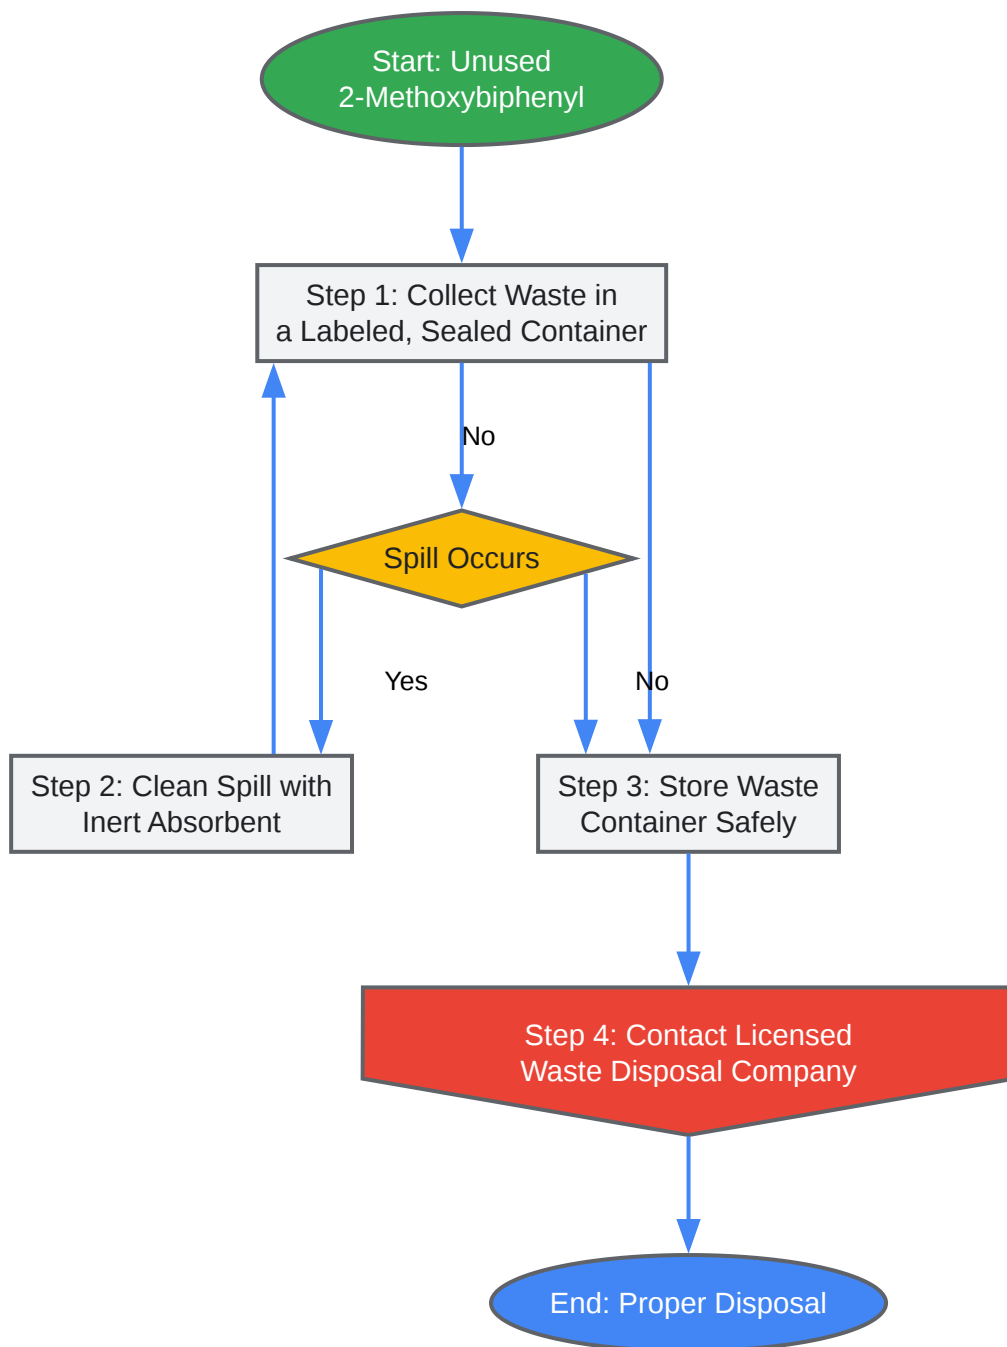 Start: Unused
2-Methoxybiphenyl
Step 1: Collect Waste in
a Labeled, Sealed Container
No
Spill Occurs
Yes
No
Step 2: Clean Spill with
Inert Absorbent
Step 3: Store Waste
Container Safely
Step 4: Contact Licensed
Waste Disposal Company
End: Proper Disposal